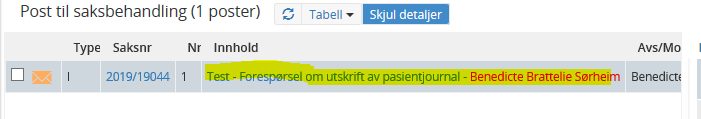 Post til saksbehandling (1 poster) Tabell Skjul detaljer
Type Saksnr Nr Innhold Avs/Mo
I 2019/19044 1 Test - Forespørsel om utskrift av pasientjournal - Benedicte Brattelie Sørheim Benedicte